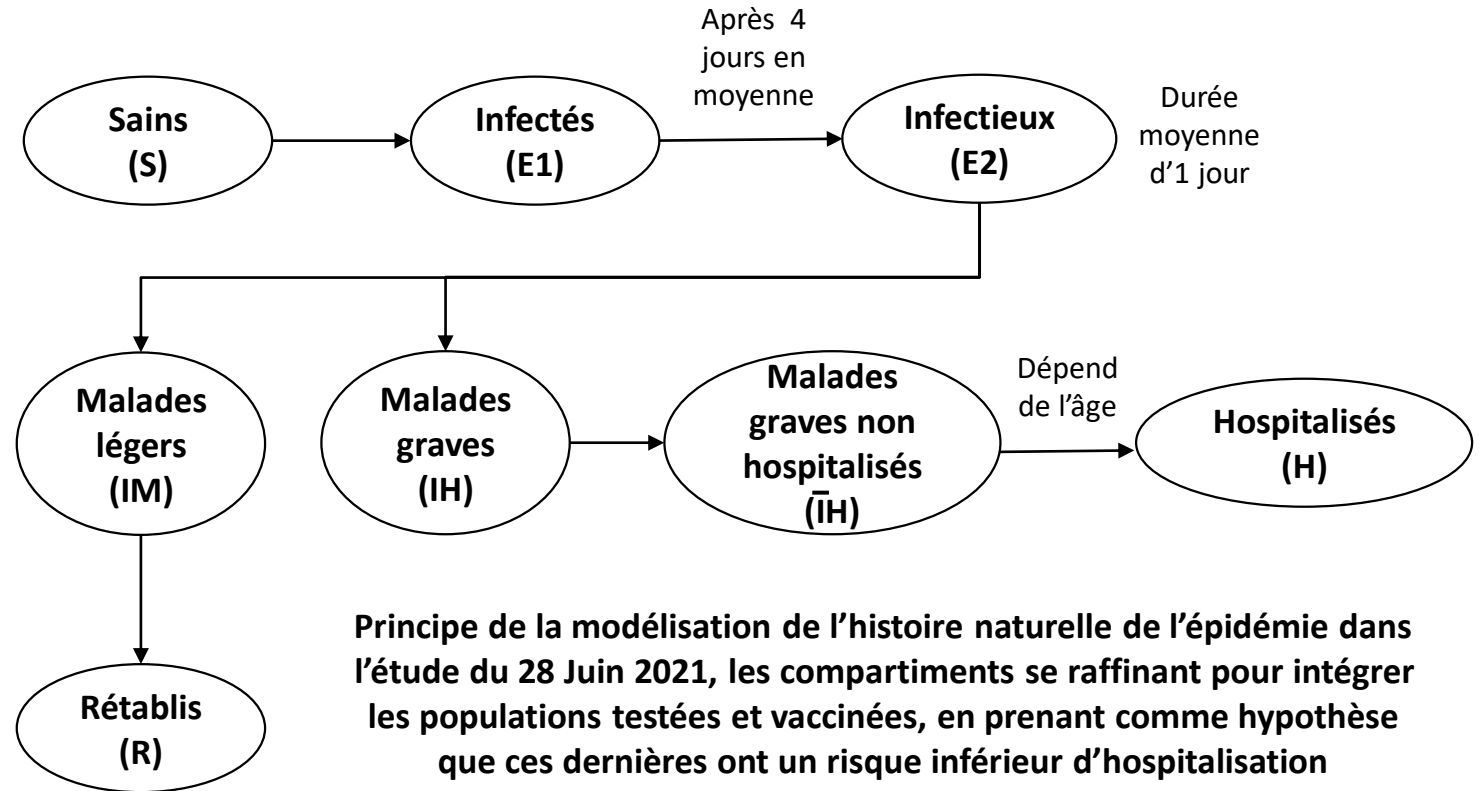 Après 4
jours en
moyenne
Sains
(S)
Infectés
(E1)
Infectieux
(E2)
Durée
moyenne
d’1 jour
Malades
légers
(IM)
Malades
graves
(IH)
Malades
graves non
hospitalisés
(I̅H)
Dépend
de l’âge
Hospitalisés
(H)
Rétablis
(R)
Principe de la modélisation de l’histoire naturelle de l’épidémie dans
l’étude du 28 Juin 2021, les compartiments se raffinant pour intégrer
les populations testées et vaccinées, en prenant comme hypothèse
que ces dernières ont un risque inférieur d’hospitalisation